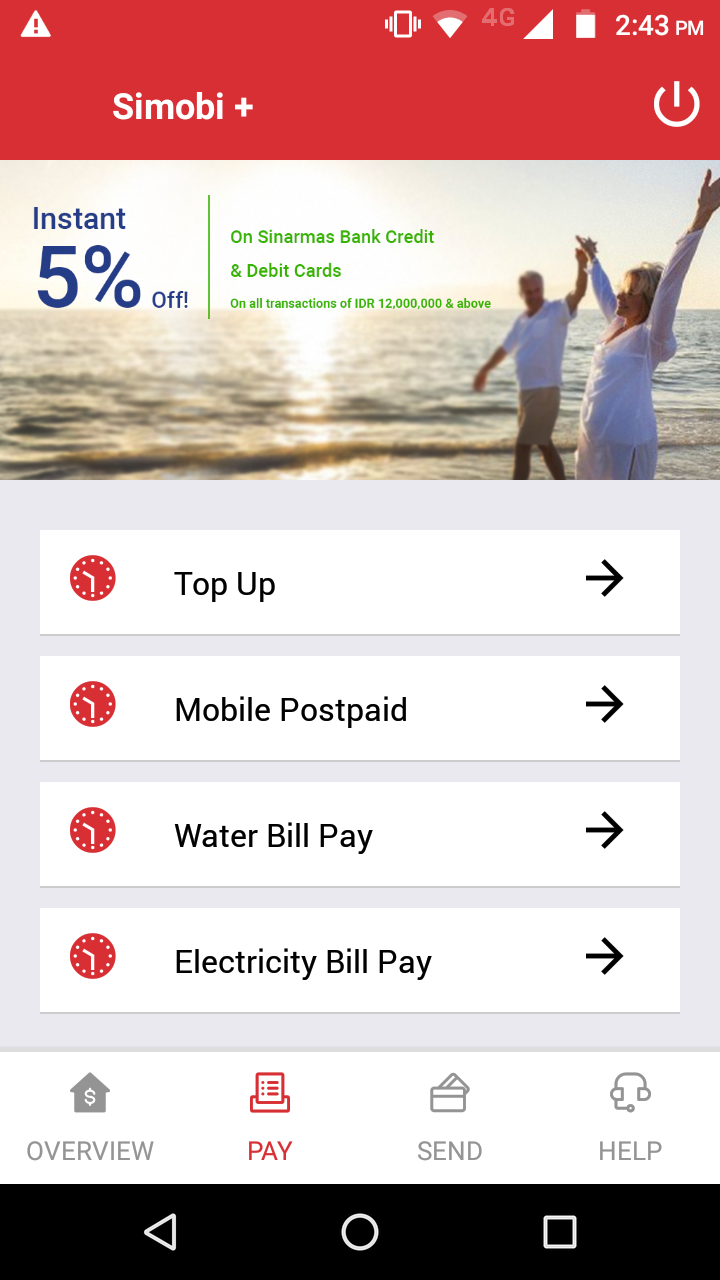 4G 2:43 PM
Simobi +
Instant
5% Off!
On Sinarmas Bank Credit
& Debit Cards
On all transactions of IDR 12,000,000 & above
Top Up
Mobile Postpaid
Water Bill Pay
Electricity Bill Pay
$
OVERVIEW PAY SEND HELP